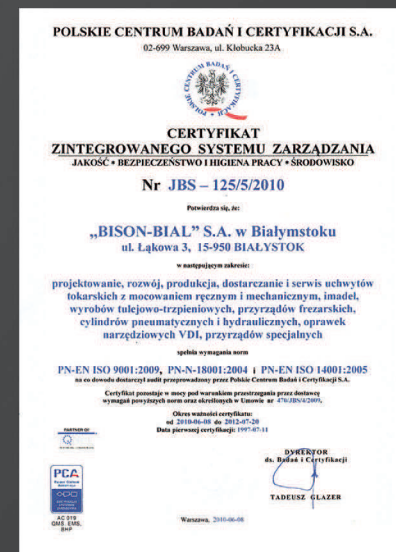 POLSKIE CENTRUM BADAŃ I CERTYFIKACJI S.A.
02-699 Warszawa, ul. Kłobucka 23A
POLSKIE CENTRUM BADAŃ I CERTYFIKACJI
CERTYFIKAT
ZINTEGROWANEGO SYSTEMU ZARZĄDZANIA
JAKOŚĆ • BEZPIECZEŃSTWO I HIGIENA PRACY • ŚRODOWISKO
Nr JBS – 125/5/2010
Potwierdza się, że:
„BISON-BIAL” S.A. w Białymstoku
ul. Łąkowa 3, 15-950 BIAŁYSTOK
w następującym zakresie:
projektowanie, rozwój, produkcja, dostarczanie i serwis uchwytów
tokarskich z mocowaniem ręcznym i mechanicznym, imadeł,
wyrobów tulejowo-trzpieniowych, przyrządów frezarskich,
cylindrów pneumatycznych i hydraulicznych, oprawek
narzędziowych VDI, przyrządów specjalnych
spełnia wymagania norm
PN-EN ISO 9001:2009, PN-N-18001:2004 i PN-EN ISO 14001:2005
na co dowodu dostarczył audit przeprowadzony przez Polskie Centrum Badań i Certyfikacji S.A.
Certyfikat pozostaje w mocy pod warunkiem przestrzegania przez dostawcę
wymagań powyższych norm oraz określonych w Umowie nr 470/JBS/4/2009.
Okres ważności certyfikatu:
od 2010-06-08 do 2012-07-20
Data pierwszej certyfikacji: 1997-07-11
PARTNER OF
DYREKTOR
ds. Badań i Certyfikacji
TADEUSZ GLAZER
PCA
AC 016
QMS, EMS,
BHP
Warszawa, 2010-06-08